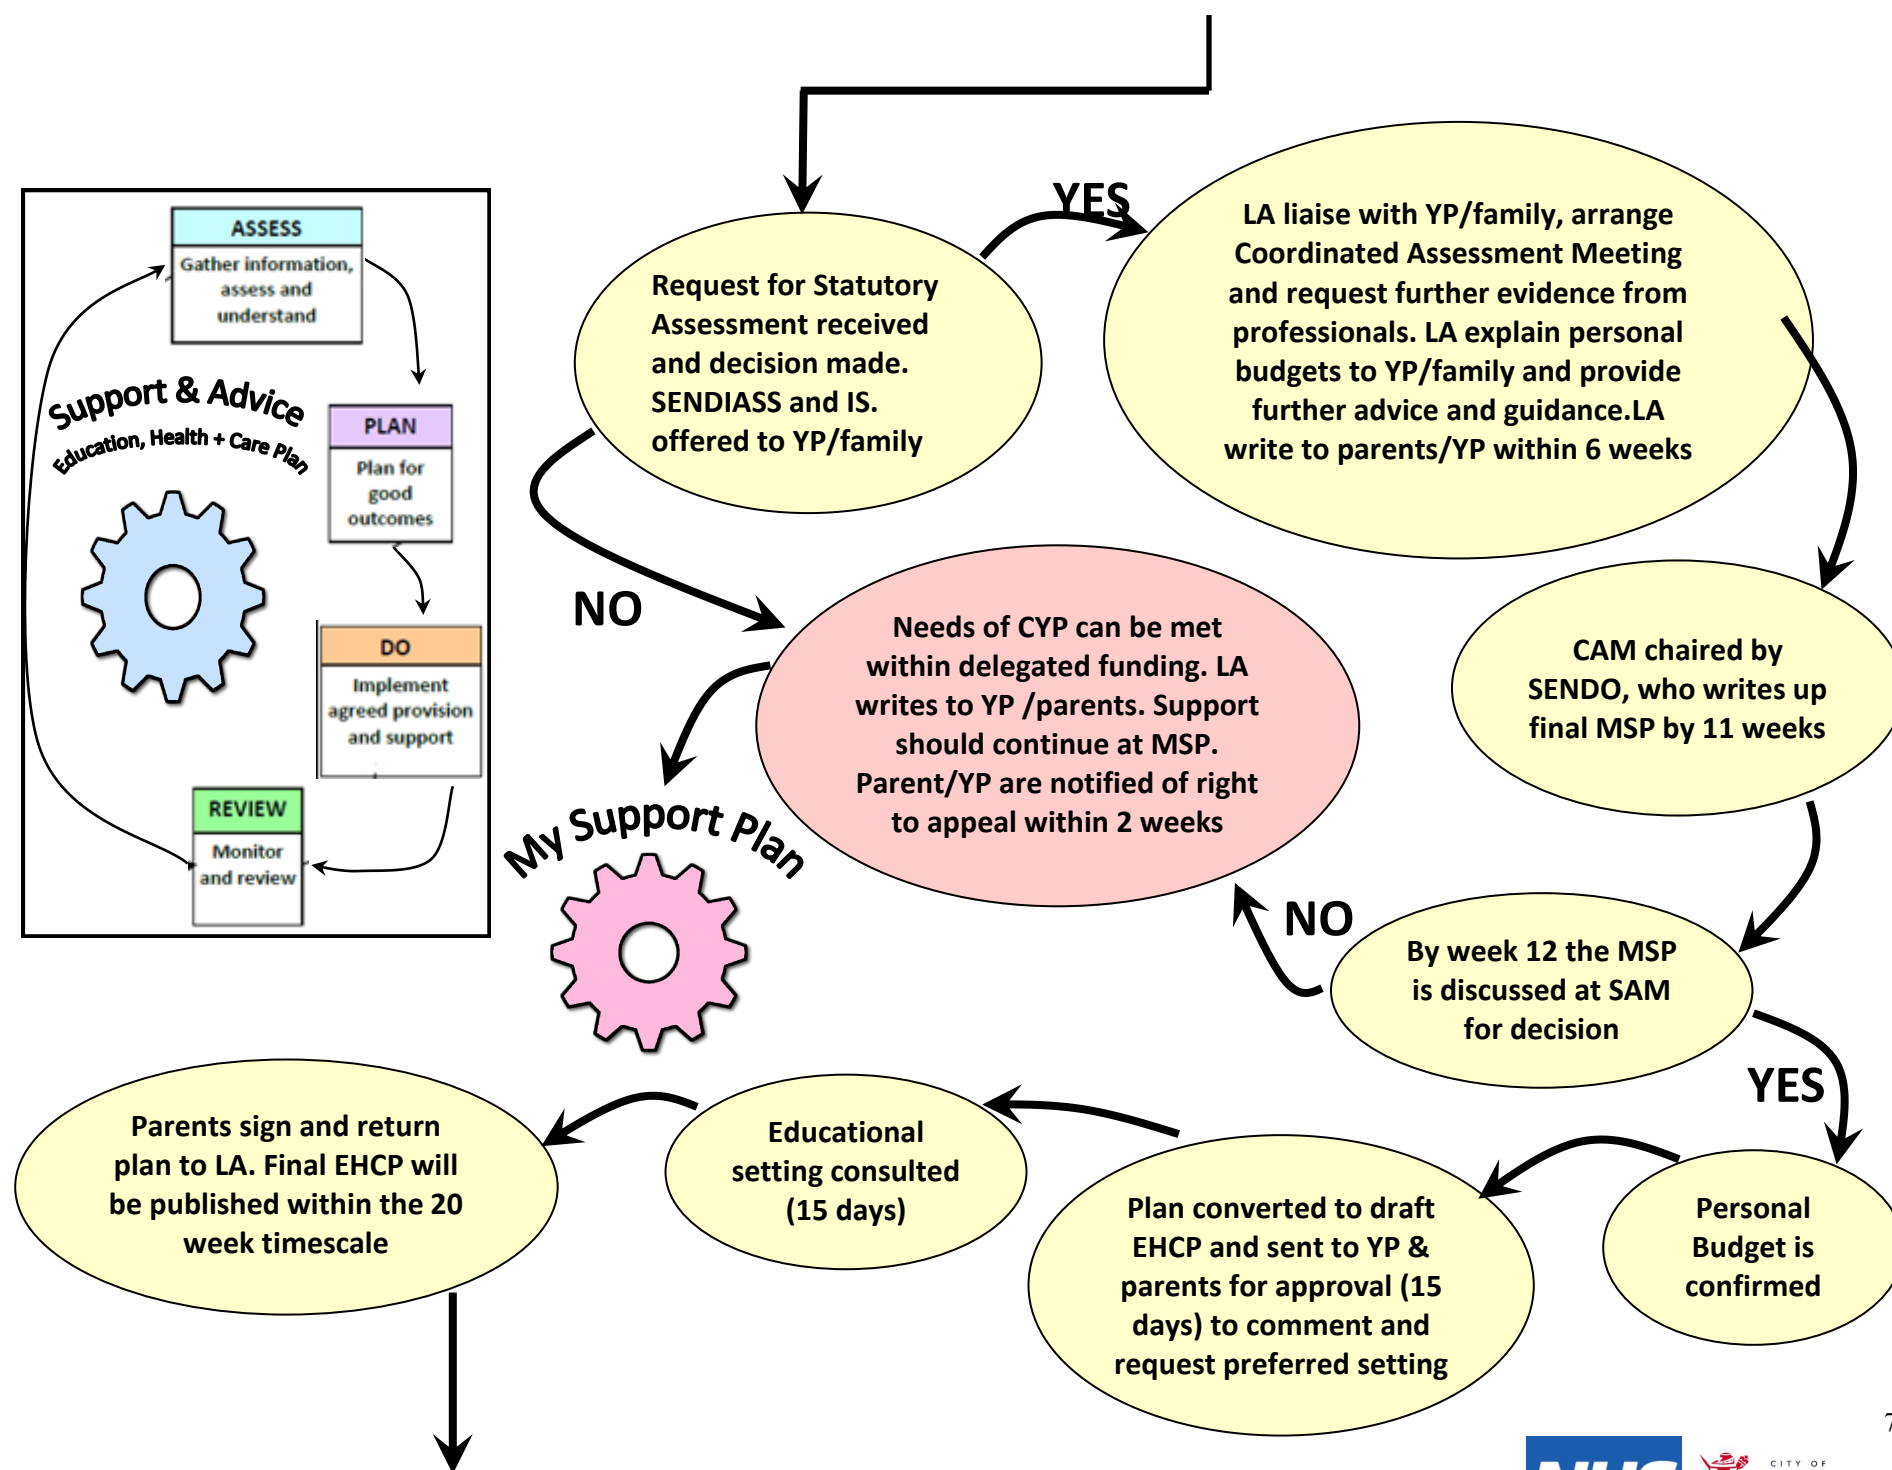 ASSESS
Gather information,
assess and
understand
Support & Advice
Education, Health + Care Plan
PLAN
Plan for
good
outcomes
DO
Implement
agreed provision
and support
REVIEW
Monitor
and review
Request for Statutory
Assessment received
and decision made.
SENDIASS and IS.
offered to YP/family
YES
LA liaise with YP/family, arrange
Coordinated Assessment Meeting
and request further evidence from
professionals. LA explain personal
budgets to YP/family and provide
further advice and guidance.LA
write to parents/YP within 6 weeks
NO
Needs of CYP can be met
within delegated funding. LA
writes to YP /parents. Support
should continue at MSP.
Parent/YP are notified of right
to appeal within 2 weeks
My Support Plan
CAM chaired by
SENDO, who writes up
final MSP by 11 weeks
NO
By week 12 the MSP
is discussed at SAM
for decision
YES
Personal
Budget is
confirmed
Plan converted to draft
EHCP and sent to YP &
parents for approval (15
days) to comment and
request preferred setting
Educational
setting consulted
(15 days)
Parents sign and return
plan to LA. Final EHCP will
be published within the 20
week timescale
7
NHS
CITY OF